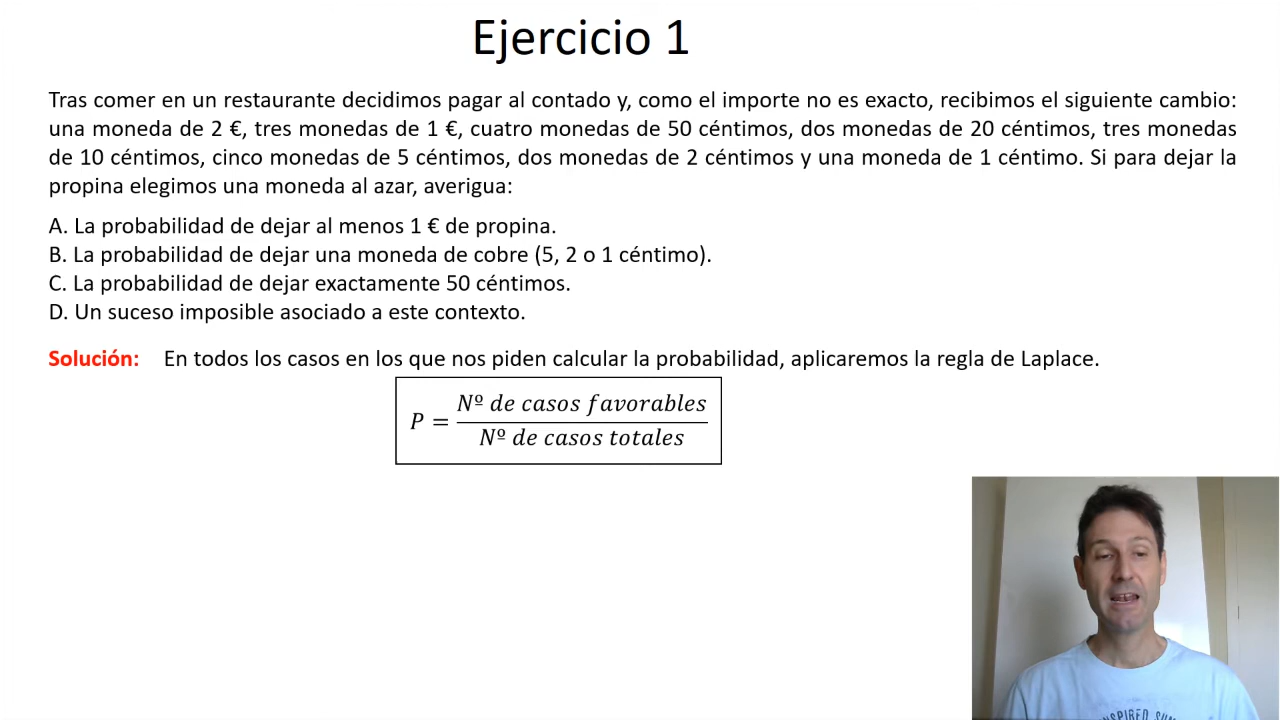 Ejercicio 1
Tras comer en un restaurante decidimos pagar al contado y, como el importe no es exacto, recibimos el siguiente cambio:
una moneda de 2 €, tres monedas de 1 €, cuatro monedas de 50 céntimos, dos monedas de 20 céntimos, tres monedas
de 10 céntimos, cinco monedas de 5 céntimos, dos monedas de 2 céntimos y una moneda de 1 céntimo. Si para dejar la
propina elegimos una moneda al azar, averigua:
A. La probabilidad de dejar al menos 1 € de propina.
B. La probabilidad de dejar una moneda de cobre (5, 2 o 1 céntimo).
C. La probabilidad de dejar exactamente 50 céntimos.
D. Un suceso imposible asociado a este contexto.
Solución: En todos los casos en los que nos piden calcular la probabilidad, aplicaremos la regla de Laplace.
P = Nº de casos favorables
Nº de casos totales